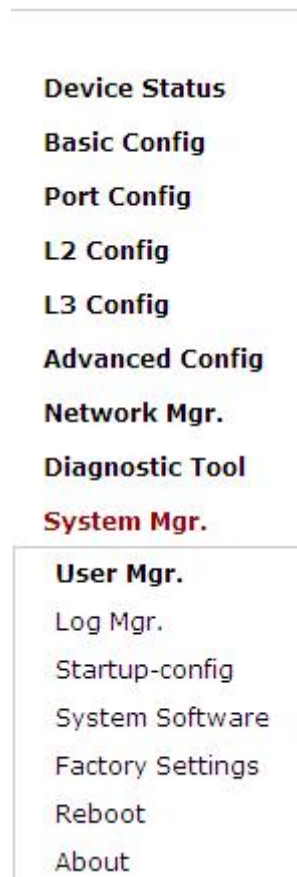 Device Status
Basic Config
Port Config
L2 Config
L3 Config
Advanced Config
Network Mgr.
Diagnostic Tool
System Mgr.
User Mgr.
Log Mgr.
Startup-config
System Software
Factory Settings
Reboot
About